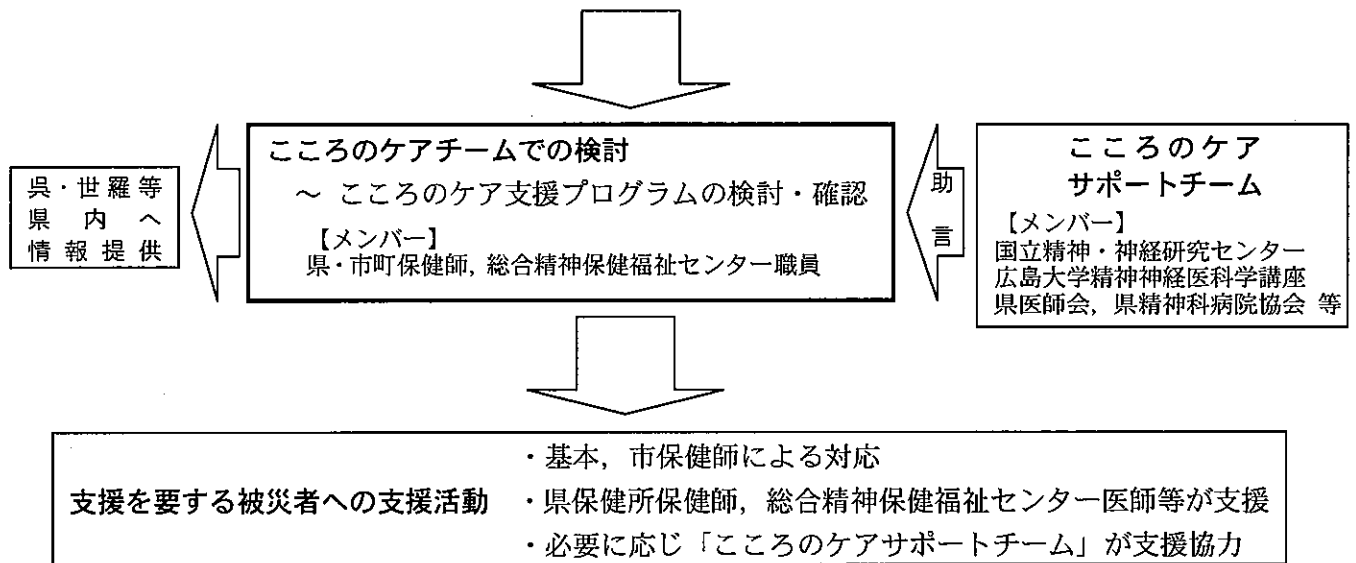 呉・世羅等
県内へ
情報提供
こころのケアチームでの検討
～ こころのケア支援プログラムの検討・確認
【メンバー】
県・市町保健師，総合精神保健福祉センター職員
助言
こころのケア
サポートチーム
【メンバー】
国立精神・神経研究センター
広島大学精神神経医科学講座
県医師会，県精神科病院協会 等
支援を要する被災者への支援活動
・基本，市保健師による対応
・県保健所保健師，総合精神保健福祉センター医師等が支援
・必要に応じ「こころのケアサポートチーム」が支援協力